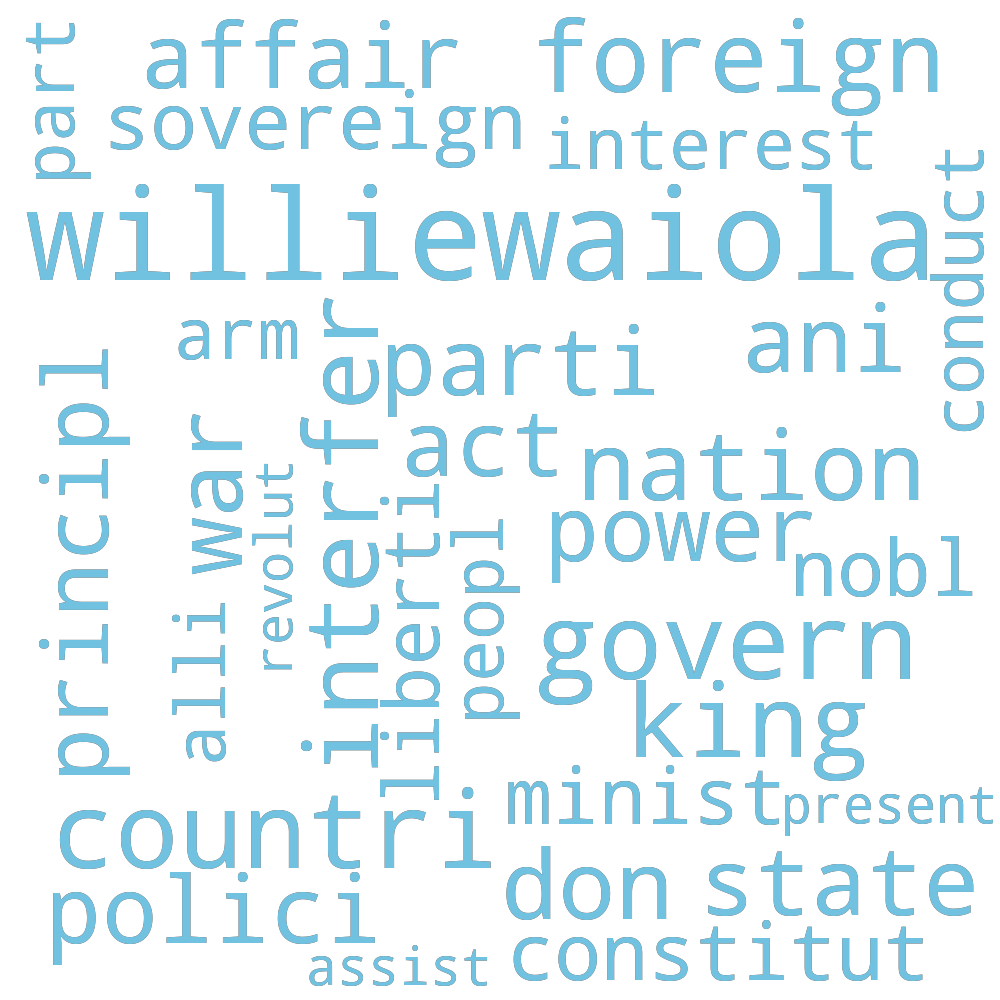 part
affair
foreign
sovereign
interest
conduct
williewaiola
arm
interfer
parti
ani
principl
war
act
nation
revolut
liberti
power
peopl
nobl
alli
govern
king
countri
minist
present
polici
don
state
assist
constitut